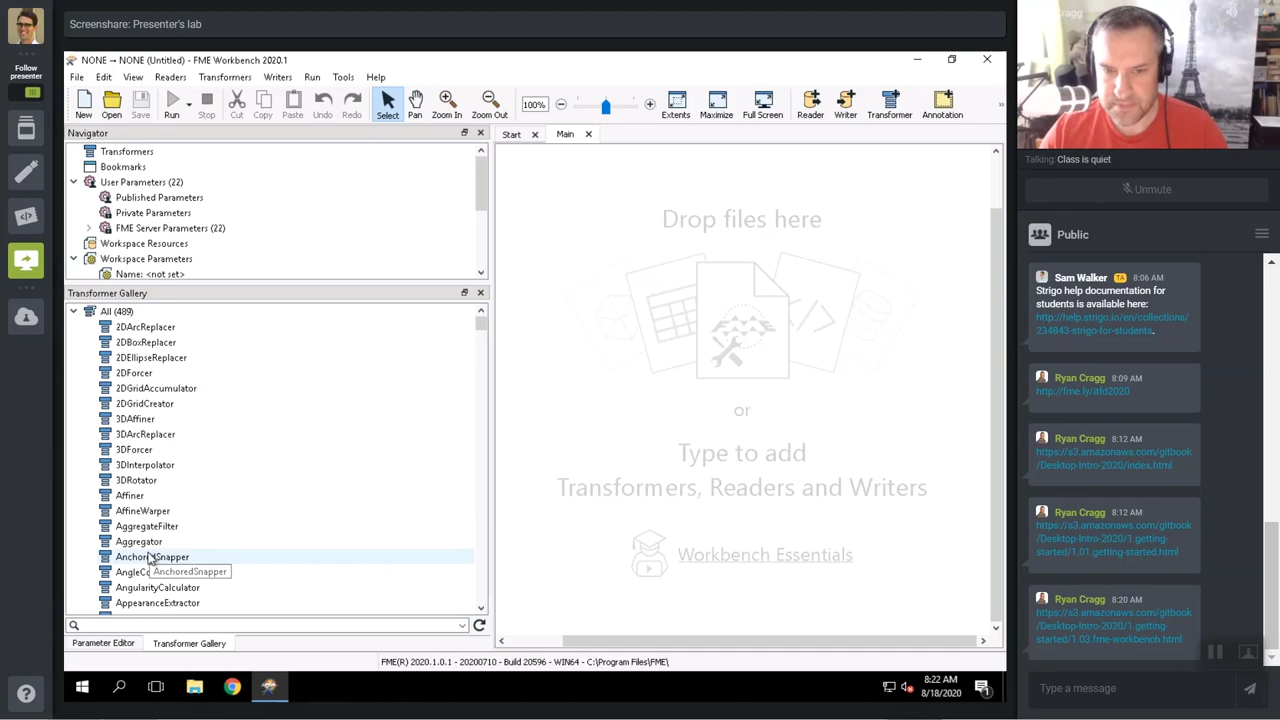 Screenshare: Presenter's lab
Follow
presenter
NONE → NONE (Untitled) - FME Workbench 2020.1
File Edit View Readers Transformers Writers Run Tools Help
New Open Save Run Stop Cut Copy Paste Undo Redo Select Pan Zoom In Zoom Out 100% Extents Maximize Full Screen Reader Writer Transformer Annotation
Navigator
Transformers
Bookmarks
User Parameters (22)
Published Parameters
Private Parameters
FME Server Parameters (22)
Workspace Resources
Workspace Parameters
Name: <not set>
Transformer Gallery
All (489)
2DArcReplacer
2DBoxReplacer
2DEllipseReplacer
2DForcer
2DGridAccumulator
2DGridCreator
3DAffiner
3DArcReplacer
3DForcer
3DInterpolator
3DRotator
Affiner
AffineWarper
AggregateFilter
Aggregator
AnchoredSnapper
AngleCo
AnchoredSnapper
AngularityCalculator
AppearanceExtractor
Parameter Editor Transformer Gallery
Start Main
Drop files here
or
Type to add
Transformers, Readers and Writers
Workbench Essentials
FME(R) 2020.1.0.1 - 20200710 - Build 20596 - WIN64 - C:\Program Files\FME\
8:22 AM
8/18/2020
1
Cragg
Talking: Class is quiet
Unmute
Public
Sam Walker TA 8:06 AM
Strigo help documentation for
students is available here:
http://help.strigo.io/en/collections/
234843-strigo-for-students.
Ryan Cragg 8:09 AM
http://fme.ly/itfd2020
Ryan Cragg 8:12 AM
https://s3.amazonaws.com/gitbook
/Desktop-Intro-2020/index.html
Ryan Cragg 8:12 AM
https://s3.amazonaws.com/gitbook
/Desktop-Intro-2020/1.getting-
started/1.01.getting-started.html
Ryan Cragg 8:20 AM
https://s3.amazonaws.com/gitbook
/Desktop-Intro-2020/1.getting-
started/1.03.fme-workbench.html
Type a message